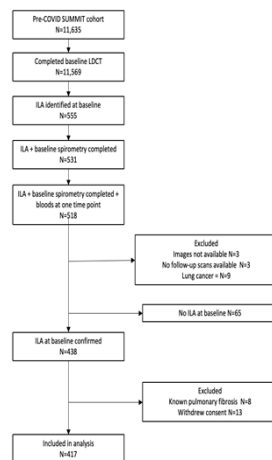 Pre-COVID SUMMIT cohort
N=11,635
Completed baseline LDCT
N=11,569
ILA identified at baseline
N=555
ILA + baseline spirometry completed
N=531
ILA + baseline spirometry completed +
bloods at one time point
N=518
Excluded
Images not available N=3
No follow-up scans available N=3
Lung cancer = N=9
No ILA at baseline N=65
ILA at baseline confirmed
N=438
Excluded
Known pulmonary fibrosis N=8
Withdrew consent N=13
Included in analysis
N=417